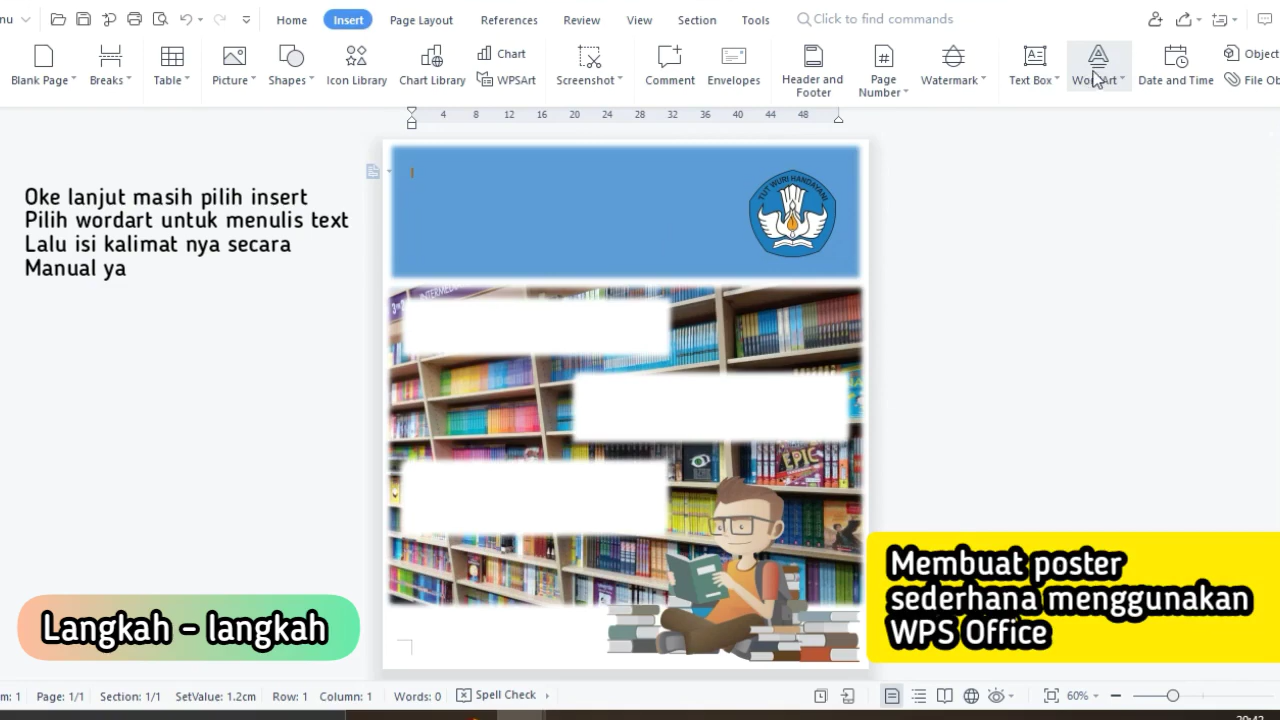 nu
Home
Insert
Page Layout
References
Review
View
Section
Tools
Click to find commands
Blank Page
Breaks
Table
Picture
Shapes
Icon Library
Chart Library
Chart
WPSArt
Screenshot
Comment
Envelopes
Header and
Footer
Page
Number
Watermark
Text Box
WordArt
Date and Time
Object
File Ob
4 8 12 16 20 24 28 32 36 40 44 48
TUT WURI HANDAYANI
Oke lanjut masih pilih insert
Pilih wordart untuk menulis text
Lalu isi kalimat nya secara
Manual ya
EPIC
Langkah - langkah
Membuat poster
sederhana menggunakan
WPS Office
m: 1
Page: 1/1
Section: 1/1
SetValue: 1.2cm
Row: 1
Column: 1
Words: 0
Spell Check
60%